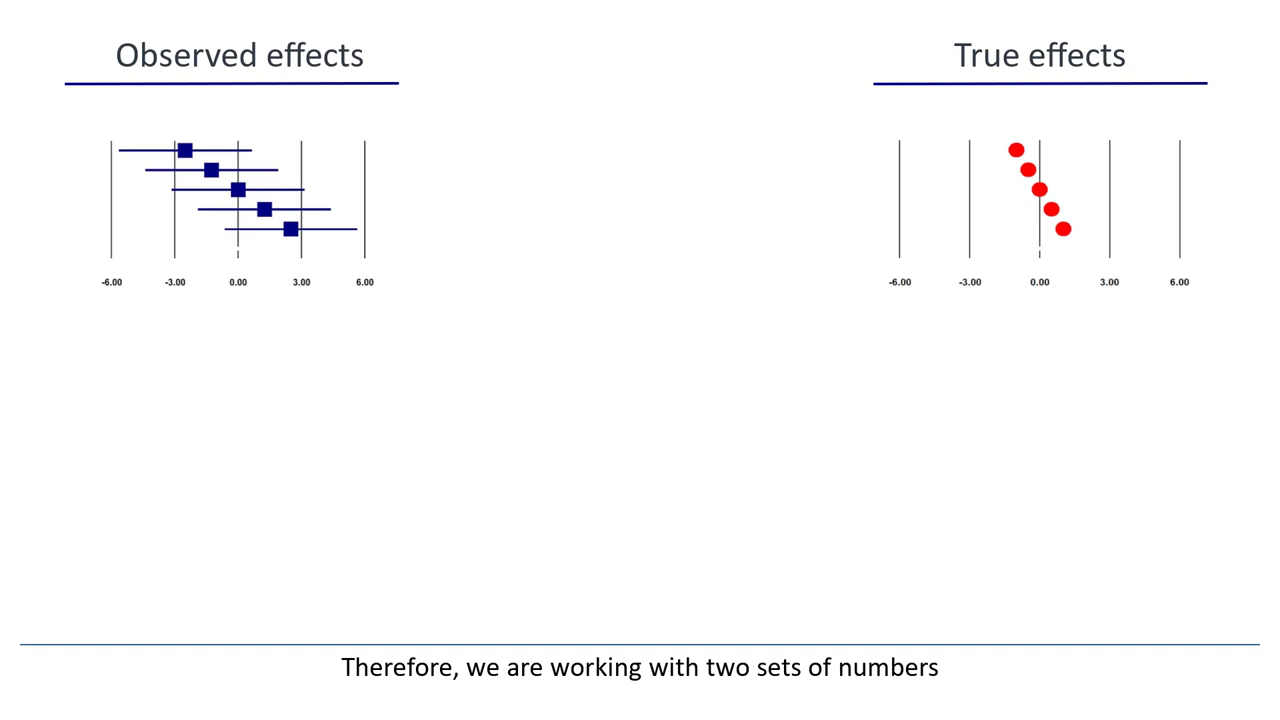 Observed effects
True effects
-6.00 -3.00 0.00 3.00 6.00
-6.00 -3.00 0.00 3.00 6.00
Therefore, we are working with two sets of numbers